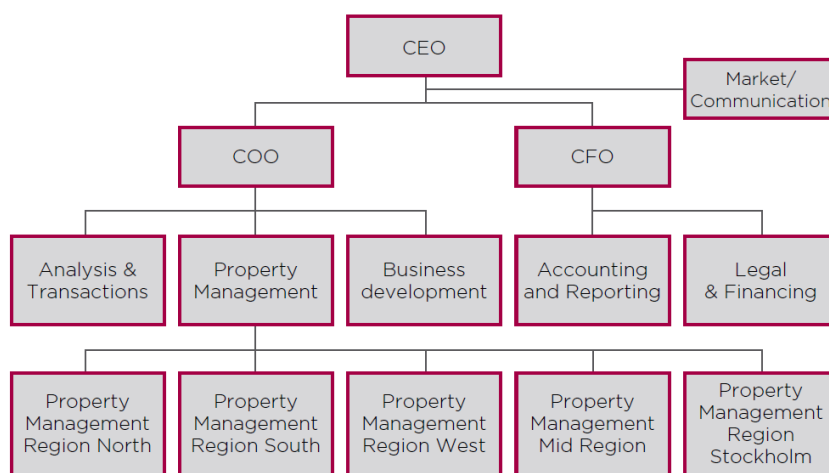 CEO
Market/
Communication
COO
CFO
Analysis &
Transactions
Property
Management
Business
development
Accounting
and Reporting
Legal
& Financing
Property
Management
Region North
Property
Management
Region South
Property
Management
Region West
Property
Management
Mid Region
Property
Management
Region
Stockholm